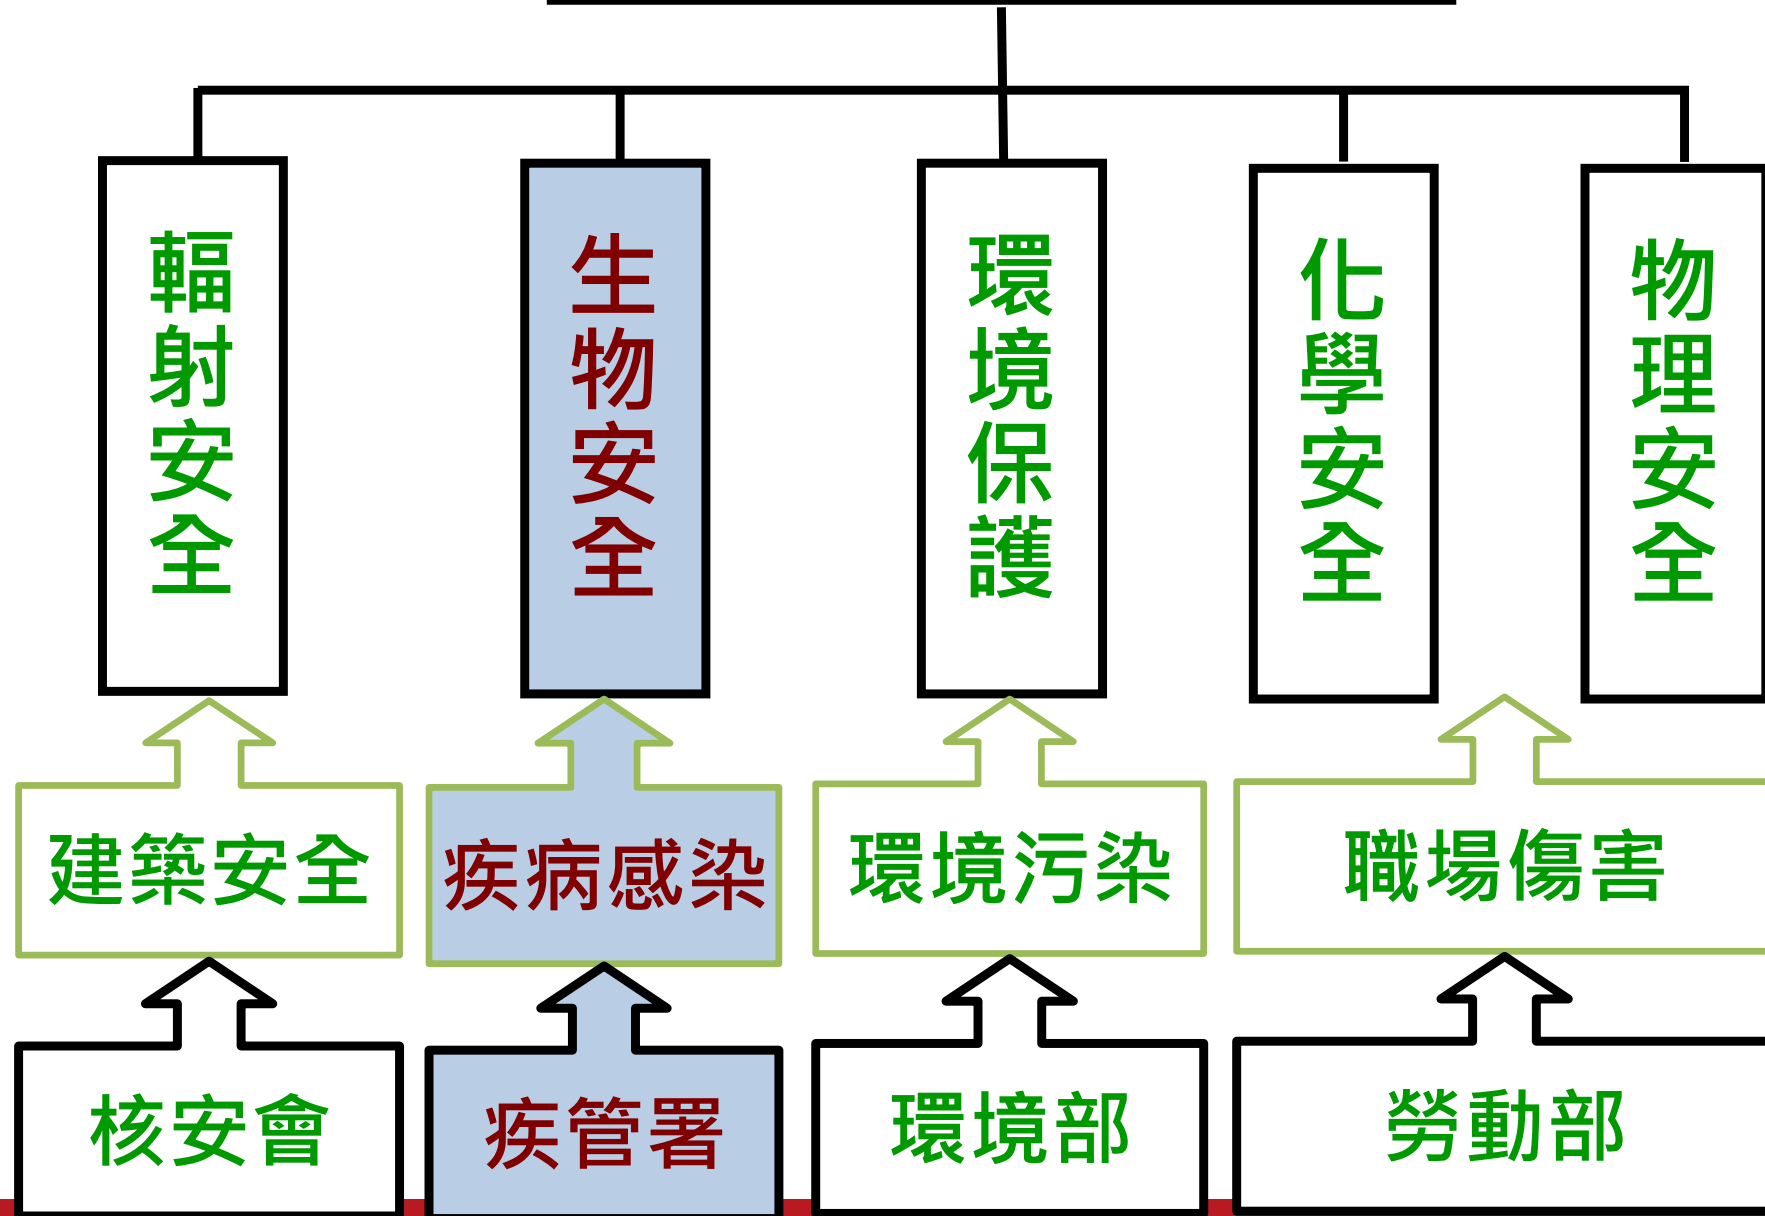 輻射安全
生物安全
環境保護
化學安全
物理安全
建築安全
疾病感染
環境污染
職場傷害
核安會
疾管署
環境部
勞動部